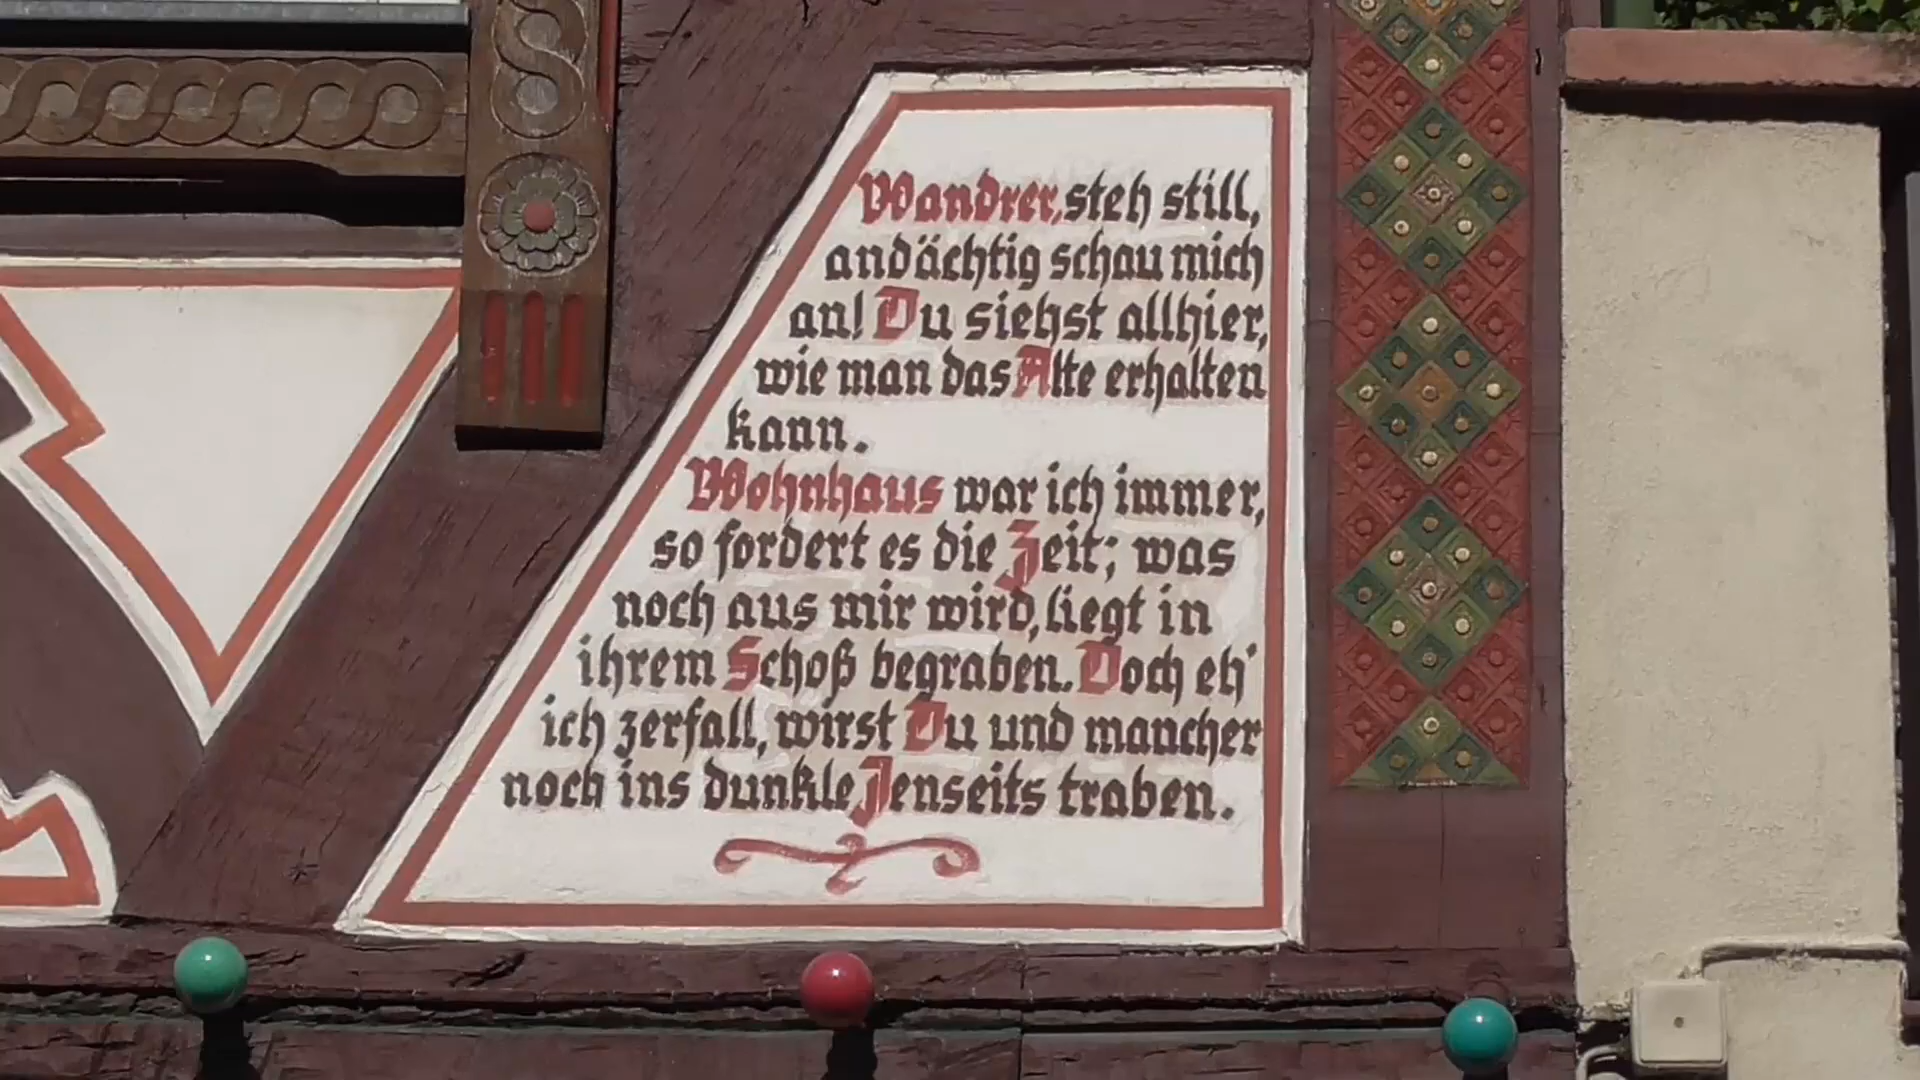 Wandrer, steh still,
andächtig schau mich
an! Du siehst allhier,
wie man das Alte erhalten
kann.
Wohnhaus war ich immer,
so fordert es die Zeit; was
noch aus mir wird, liegt in
ihrem Schoß begraben. Doch eh'
ich zerfall, wirst Du und mancher
noch ins dunkle Jenseits traben.